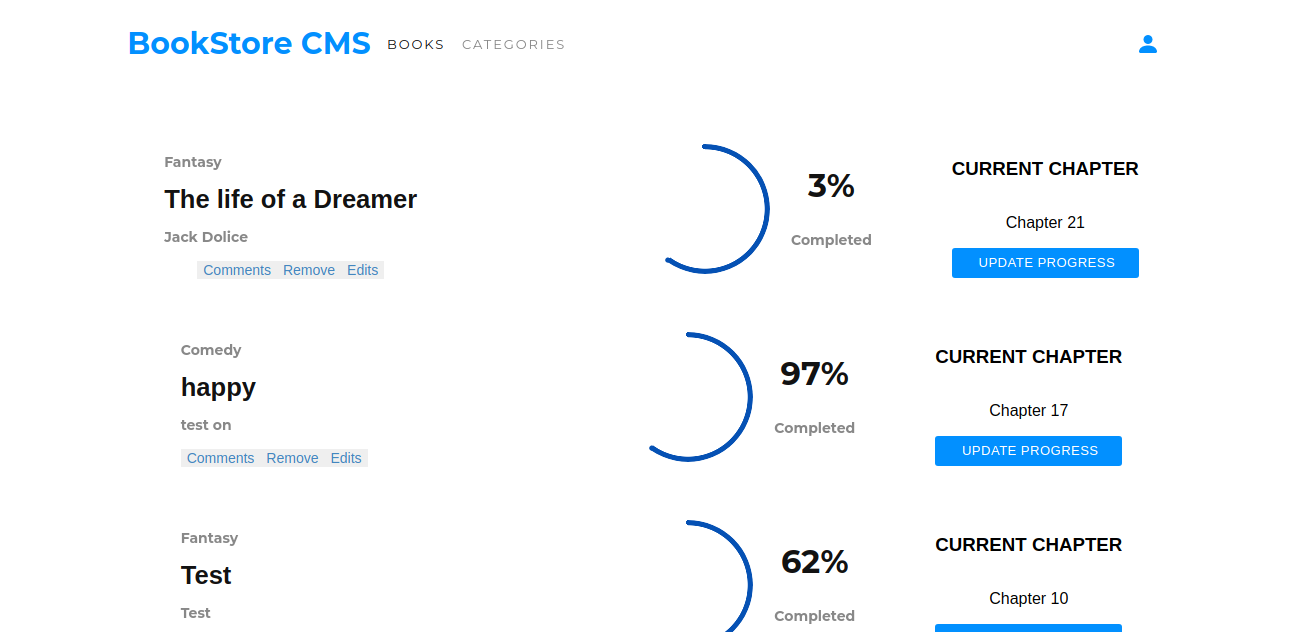 BookStore CMS BOOKS CATEGORIES
Fantasy
The life of a Dreamer
Jack Dolice
Comments Remove Edits
3%
Completed
CURRENT CHAPTER
Chapter 21
UPDATE PROGRESS
Comedy
happy
test on
Comments Remove Edits
97%
Completed
CURRENT CHAPTER
Chapter 17
UPDATE PROGRESS
Fantasy
Test
Test
62%
Completed
CURRENT CHAPTER
Chapter 10